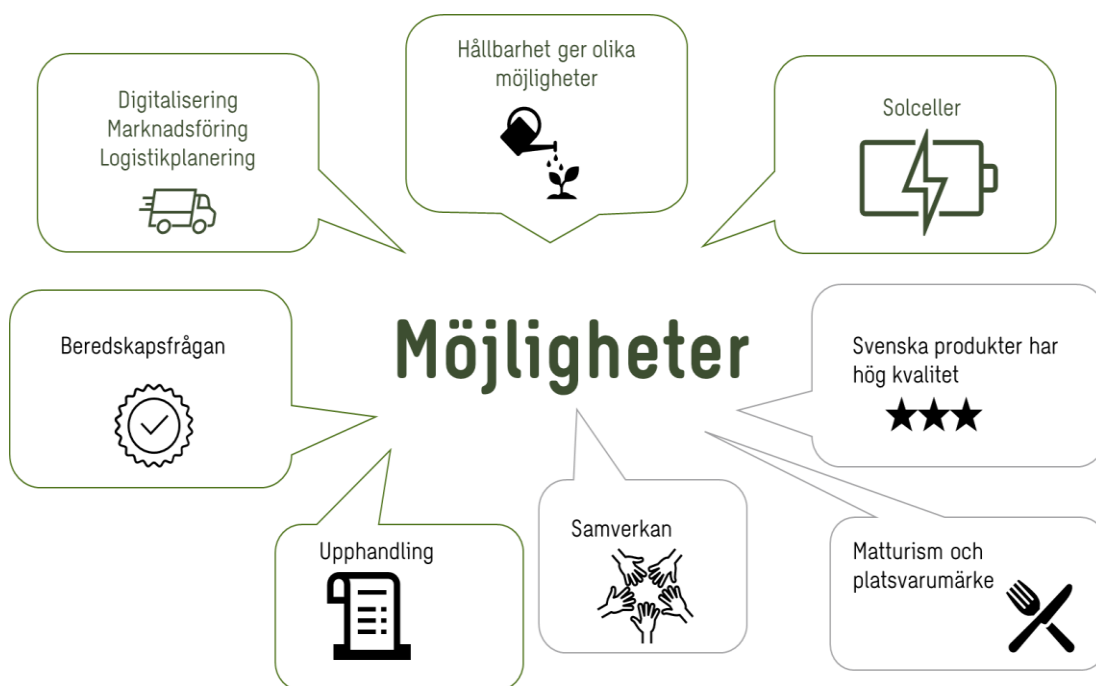 Hållbarhet ger olika
möjligheter
Digitalisering
Marknadsföring
Logistikplanering
Solceller
Möjligheter
Beredskapsfrågan
Svenska produkter har
hög kvalitet
Upphandling
Samverkan
Matturism och
platsvarumärke